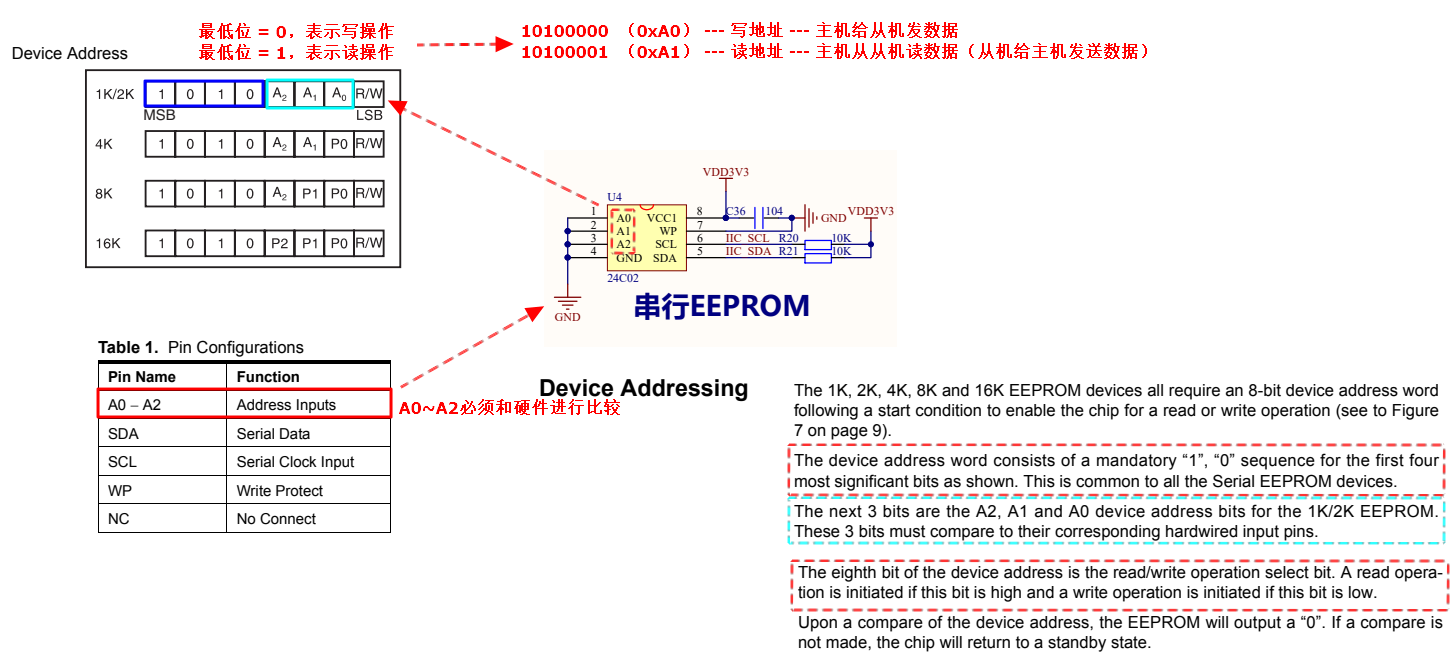 最低位 = 0，表示写操作
最低位 = 1，表示读操作
10100000 （0xA0） --- 写地址 --- 主机给从机发数据
10100001 （0xA1） --- 读地址 --- 主机从从机读数据（从机给主机发送数据）
Device Address
1K/2K 1 0 1 0 A2 A1 A0 R/W
MSB LSB
4K 1 0 1 0 A2 A1 P0 R/W
8K 1 0 1 0 A2 P1 P0 R/W
16K 1 0 1 0 P2 P1 P0 R/W
VDD3V3
U4
1 A0 VCC1 8 C36 104 GND VDD3V3
2 A1 WP 7
3 A2 SCL 6 IIC_SCL R20 10K
4 GND SDA 5 IIC_SDA R21 10K
24C02
GND
串行EEPROM
Table 1. Pin Configurations
Pin Name Function
A0 – A2 Address Inputs
SDA Serial Data
SCL Serial Clock Input
WP Write Protect
NC No Connect
A0~A2必须和硬件进行比较
Device Addressing
The 1K, 2K, 4K, 8K and 16K EEPROM devices all require an 8-bit device address word
following a start condition to enable the chip for a read or write operation (see to Figure
7 on page 9).
The device address word consists of a mandatory “1”, “0” sequence for the first four
most significant bits as shown. This is common to all the Serial EEPROM devices.
The next 3 bits are the A2, A1 and A0 device address bits for the 1K/2K EEPROM.
These 3 bits must compare to their corresponding hardwired input pins.
The eighth bit of the device address is the read/write operation select bit. A read opera-
tion is initiated if this bit is high and a write operation is initiated if this bit is low.
Upon a compare of the device address, the EEPROM will output a “0”. If a compare is
not made, the chip will return to a standby state.